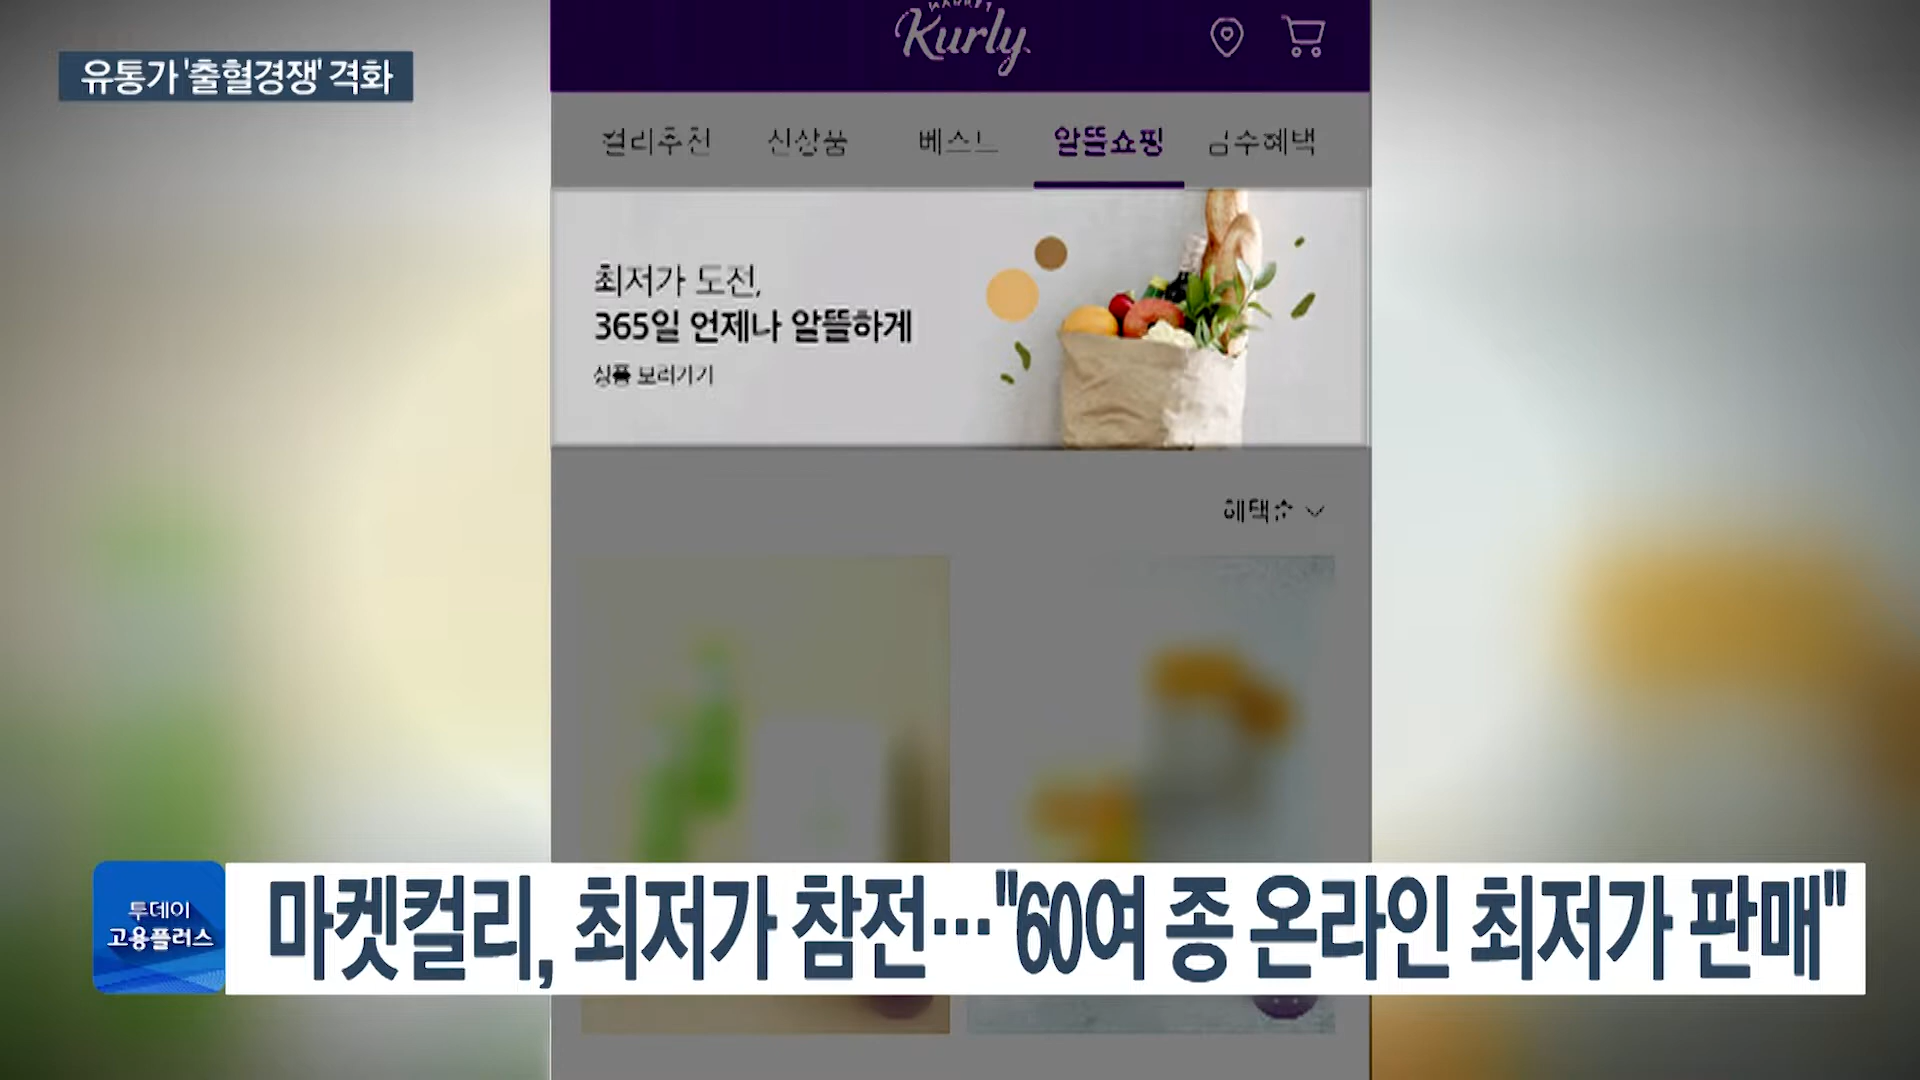 유통가 '출혈경쟁' 격화
MARKET
Kurly
컬리추천 신상품 베스트 알뜰쇼핑 금주혜택
최저가 도전,
365일 언제나 알뜰하게
상품 보러가기
혜택순
투데이
고용플러스
마켓컬리, 최저가 참전…"60여 종 온라인 최저가 판매"